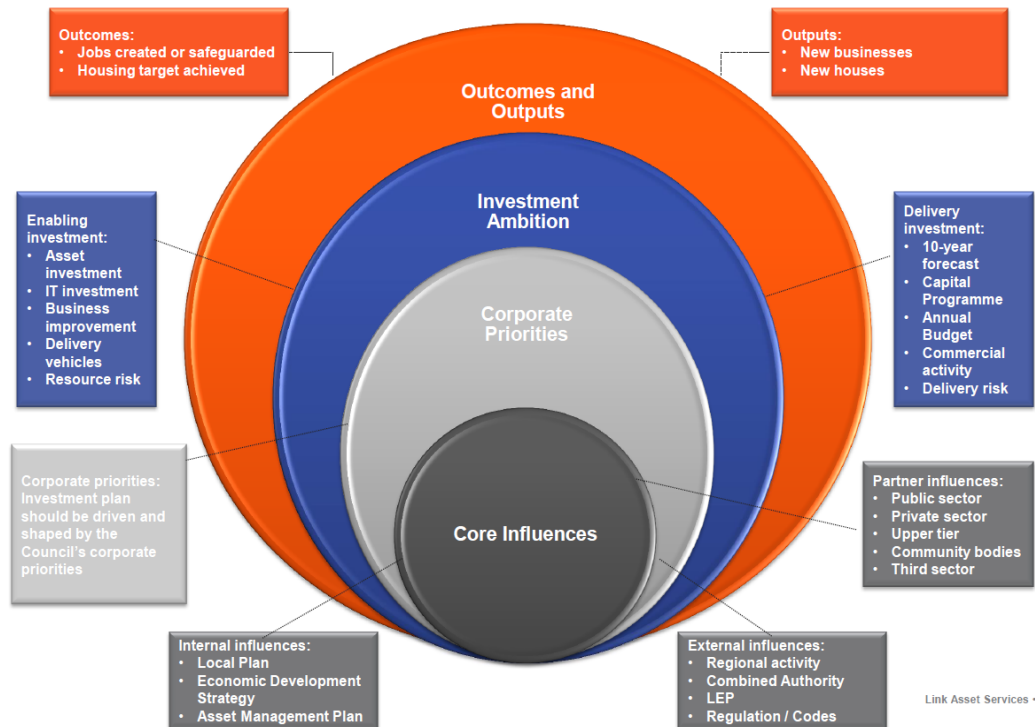 Outcomes:
• Jobs created or safeguarded
• Housing target achieved
Outputs:
• New businesses
• New houses
Outcomes and
Outputs
Enabling
investment:
• Asset
investment
• IT investment
• Business
improvement
• Delivery
vehicles
• Resource risk
Investment
Ambition
Delivery
investment:
• 10-year
forecast
• Capital
Programme
• Annual
Budget
• Commercial
activity
• Delivery risk
Corporate
Priorities
Corporate priorities:
Investment plan
should be driven and
shaped by the
Council's corporate
priorities
Core Influences
Partner influences:
• Public sector
• Private sector
• Upper tier
• Community bodies
• Third sector
Internal influences:
• Local Plan
• Economic Development
Strategy
• Asset Management Plan
External influences:
• Regional activity
• Combined Authority
• LEP
• Regulation / Codes
Link Asset Services •